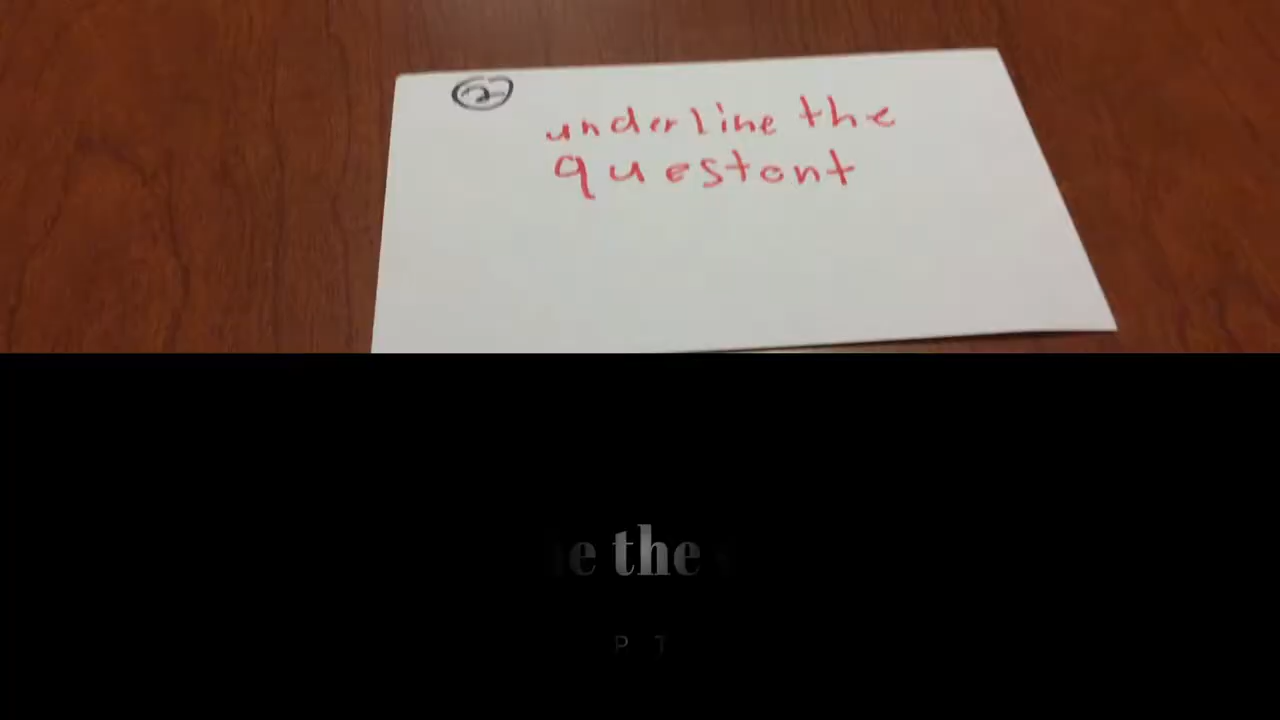 2
underline the
questont
the
P T